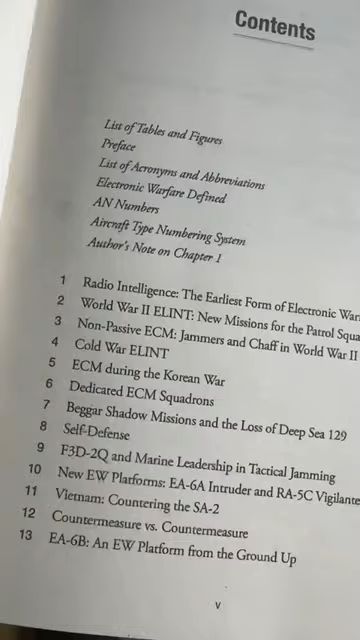 Contents
List of Tables and Figures
Preface
List of Acronyms and Abbreviations
Electronic Warfare Defined
AN Numbers
Aircraft Type Numbering System
Author's Note on Chapter 1
1 Radio Intelligence: The Earliest Form of Electronic
2 World War II ELINT: New Missions for the Patrol
3 Non-Passive ECM: Jammers and Chaff in World War II
4 Cold War ELINT
5 ECM during the Korean War
6 Dedicated ECM Squadrons
7 Beggar Shadow Missions and the Loss of Deep Sea 129
8 Self-Defense
9 F3D-2Q and Marine Leadership in Tactical Jamming
10 New EW Platforms: EA-6A Intruder and RA-5C Vigilante
11 Vietnam: Countering the SA-2
12 Countermeasure vs. Countermeasure
13 EA-6B: An EW Platform from the Ground Up
v